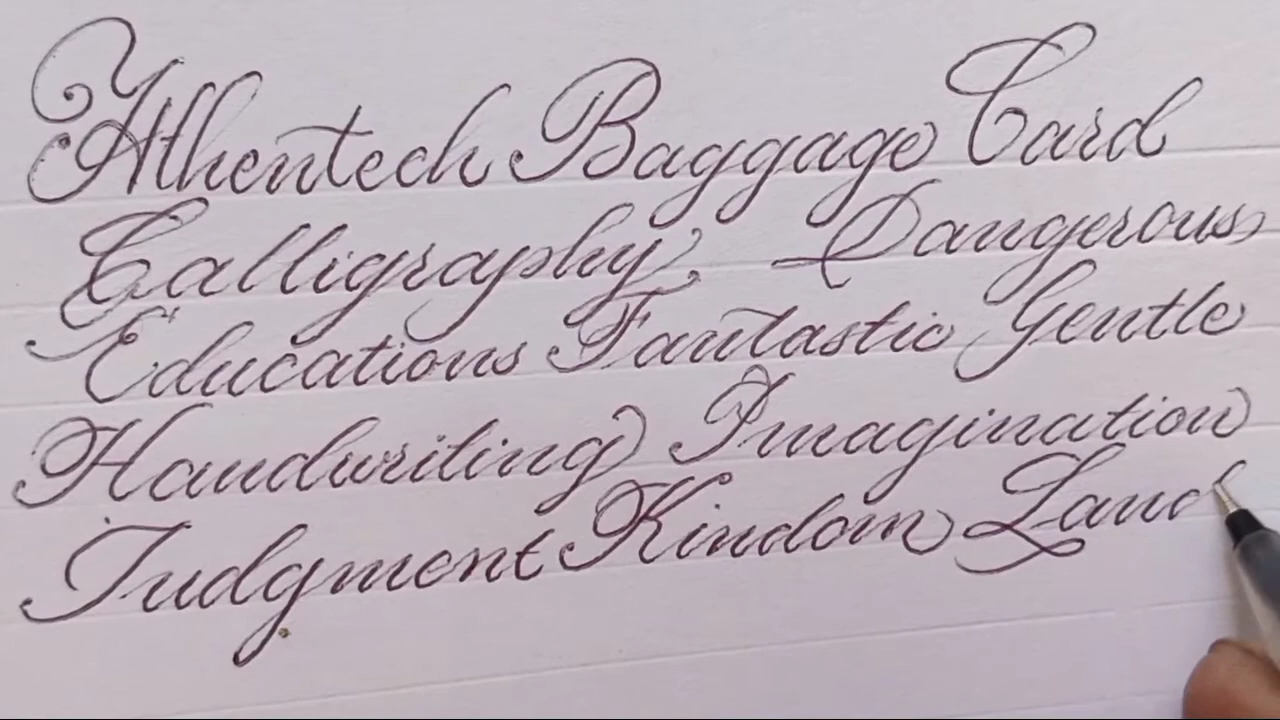 Athentech Baggage Card
Calligraphy, Dangerous
Educations Fantastic Gentle
Handwriting Imagination
Judgment Kindom Land